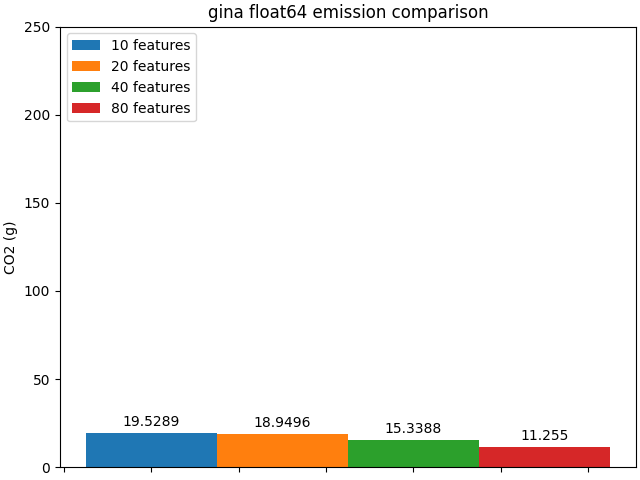 gina float64 emission comparison
250
200
150
100
50
0
CO2 (g)
10 features
20 features
40 features
80 features
19.5289
18.9496
15.3388
11.255